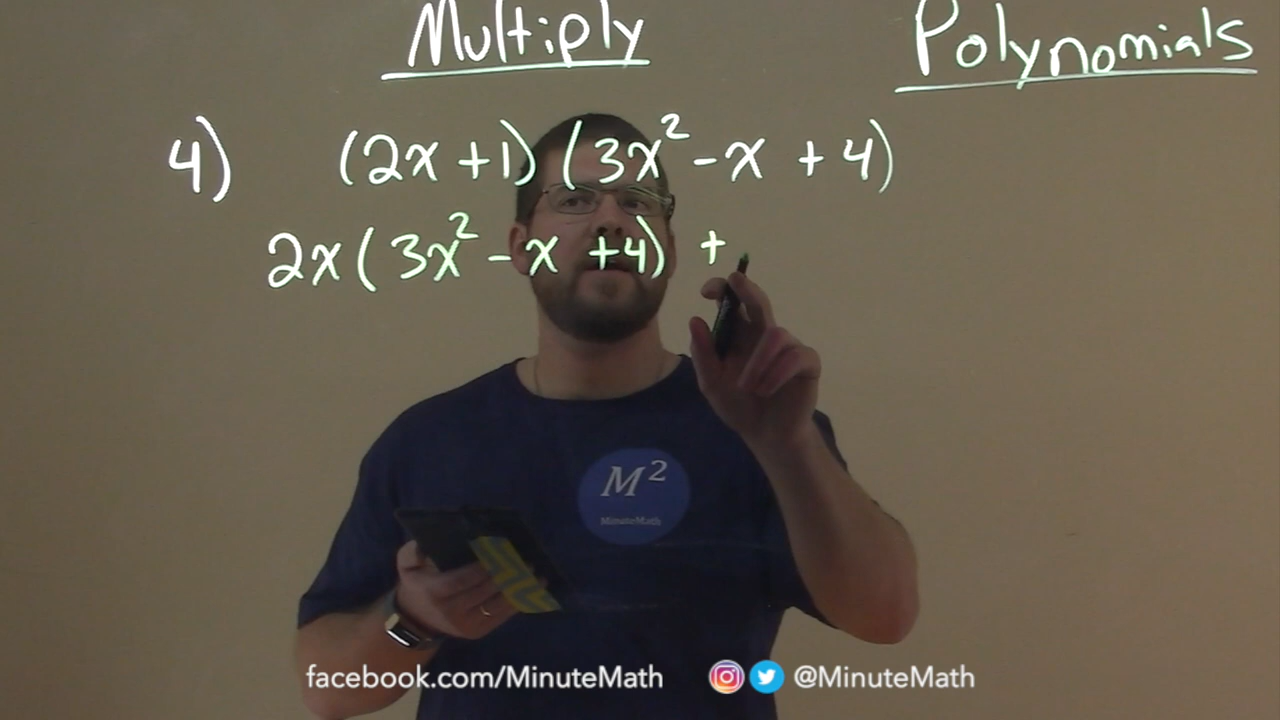 Multiply Polynomials
4) (2x+1)(3x²-x+4)
2x(3x²-x+4) +
M²
MinuteMath
facebook.com/MinuteMath @MinuteMath